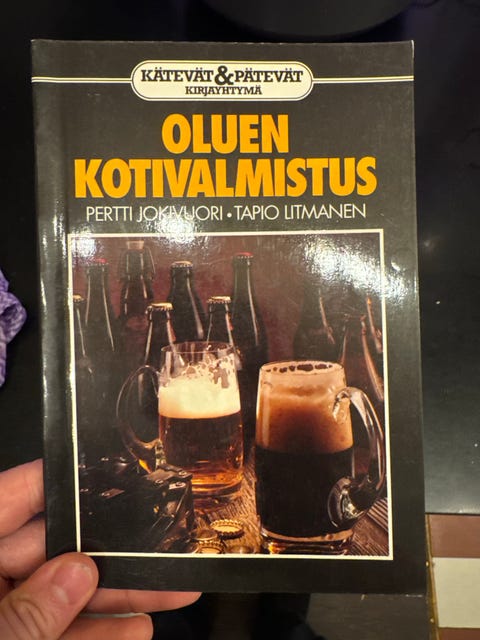 KÄTEVÄT & PÄTEVÄT
KIRJAYHTYMÄ
OLUEN
KOTIVALMISTUS
PERTTI JOKIVUORI • TAPIO LITMANEN